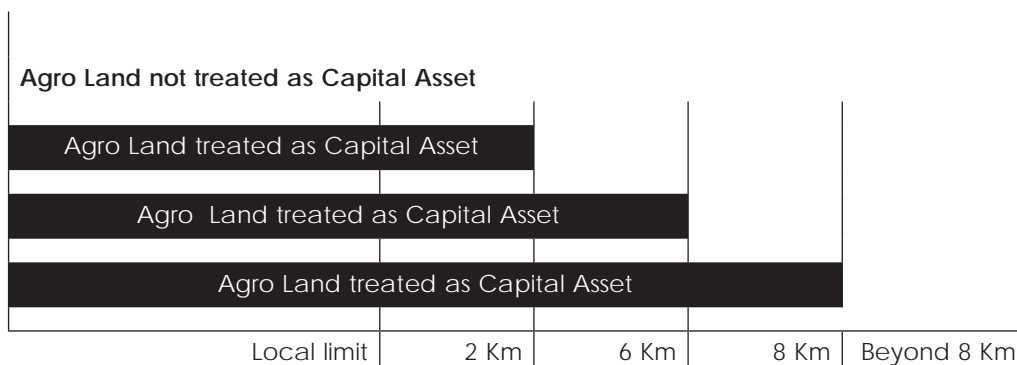 Agro Land not treated as Capital Asset
Agro Land treated as Capital Asset
Agro Land treated as Capital Asset
Agro Land treated as Capital Asset
Local limit 2 Km 6 Km 8 Km Beyond 8 Km